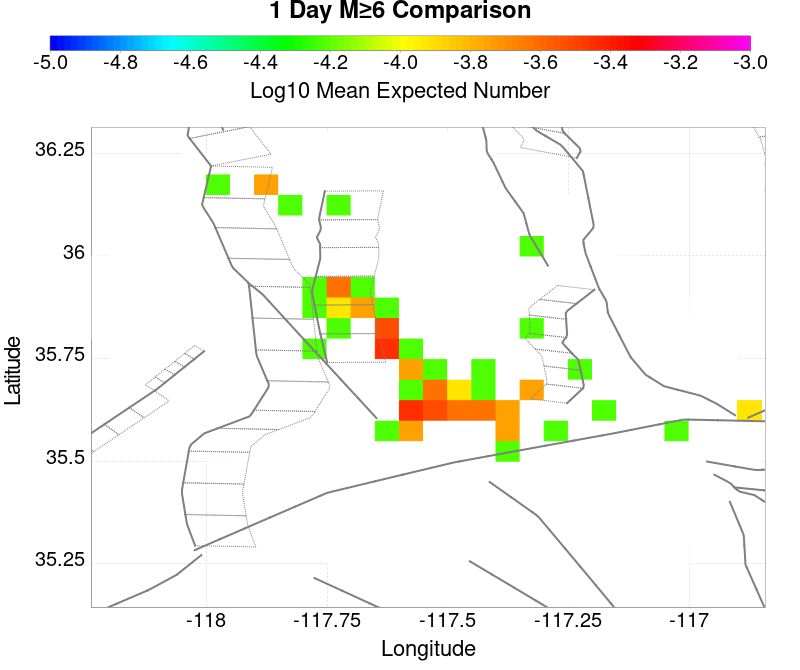 1 Day M≥6 Comparison
-5.0 -4.8 -4.6 -4.4 -4.2 -4.0 -3.8 -3.6 -3.4 -3.2 -3.0
Log10 Mean Expected Number
36.25
36
35.75
35.5
35.25
Latitude
-118 -117.75 -117.5 -117.25 -117
Longitude